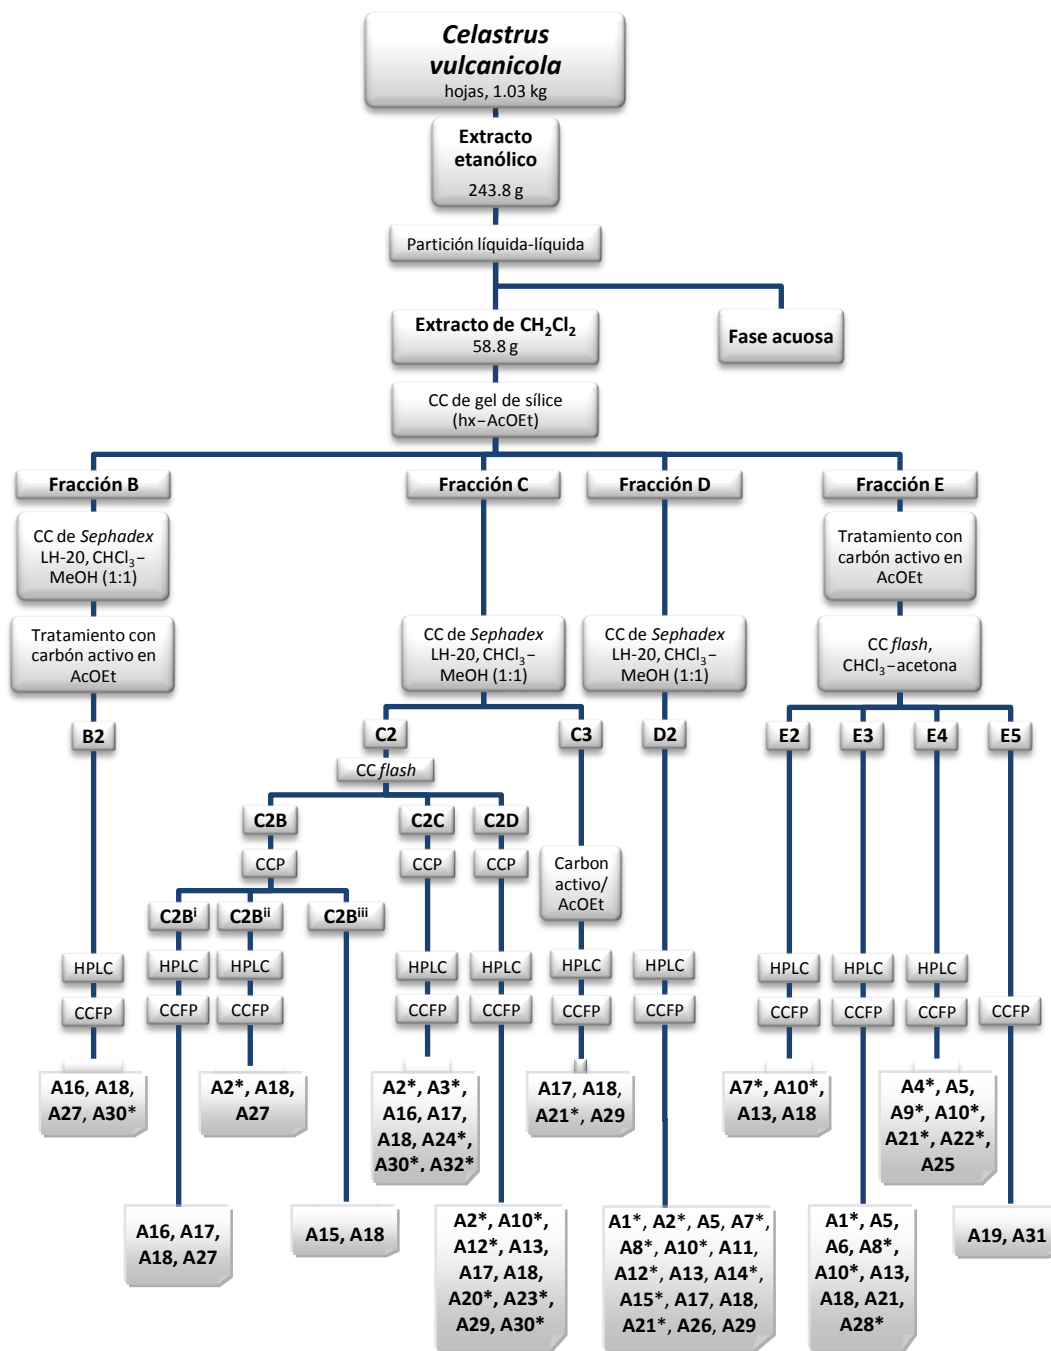 Celastrus
vulcanicola
hojas, 1.03 kg
Extracto
etanólico
243.8 g
Partición líquida-líquida
Extracto de CH₂Cl₂
58.8 g
Fase acuosa
CC de gel de sílice
(hx–AcOEt)
Fracción B
Fracción C
Fracción D
Fracción E
CC de Sephadex
LH-20, CHCl₃–
MeOH (1:1)
Tratamiento con
carbón activo en
AcOEt
Tratamiento con
carbón activo en
AcOEt
CC de Sephadex
LH-20, CHCl₃–
MeOH (1:1)
CC de Sephadex
LH-20, CHCl₃–
MeOH (1:1)
CC flash,
CHCl₃–acetona
B2
C2
C3
D2
E2
E3
E4
E5
CC flash
C2B
C2C
C2D
CCP
CCP
CCP
Carbon
activo/
AcOEt
C2Bⁱ
C2Bⁱⁱ
C2Bⁱⁱⁱ
HPLC
HPLC
HPLC
HPLC
HPLC
HPLC
HPLC
HPLC
HPLC
HPLC
CCFP
CCFP
CCFP
CCFP
CCFP
CCFP
CCFP
CCFP
CCFP
CCFP
CCFP
A16, A18,
A27, A30*
A2*, A18,
A27
A2*, A3*,
A16, A17,
A18, A24*,
A30*, A32*
A17, A18,
A21*, A29
A7*, A10*,
A13, A18
A4*, A5,
A9*, A10*,
A21*, A22*,
A25
A16, A17,
A18, A27
A15, A18
A2*, A10*,
A12*, A13,
A17, A18,
A20*, A23*,
A29, A30*
A1*, A2*, A5, A7*,
A8*, A10*, A11,
A12*, A13, A14*,
A15*, A17, A18,
A21*, A26, A29
A1*, A5,
A6, A8*,
A10*, A13,
A18, A21,
A28*
A19, A31